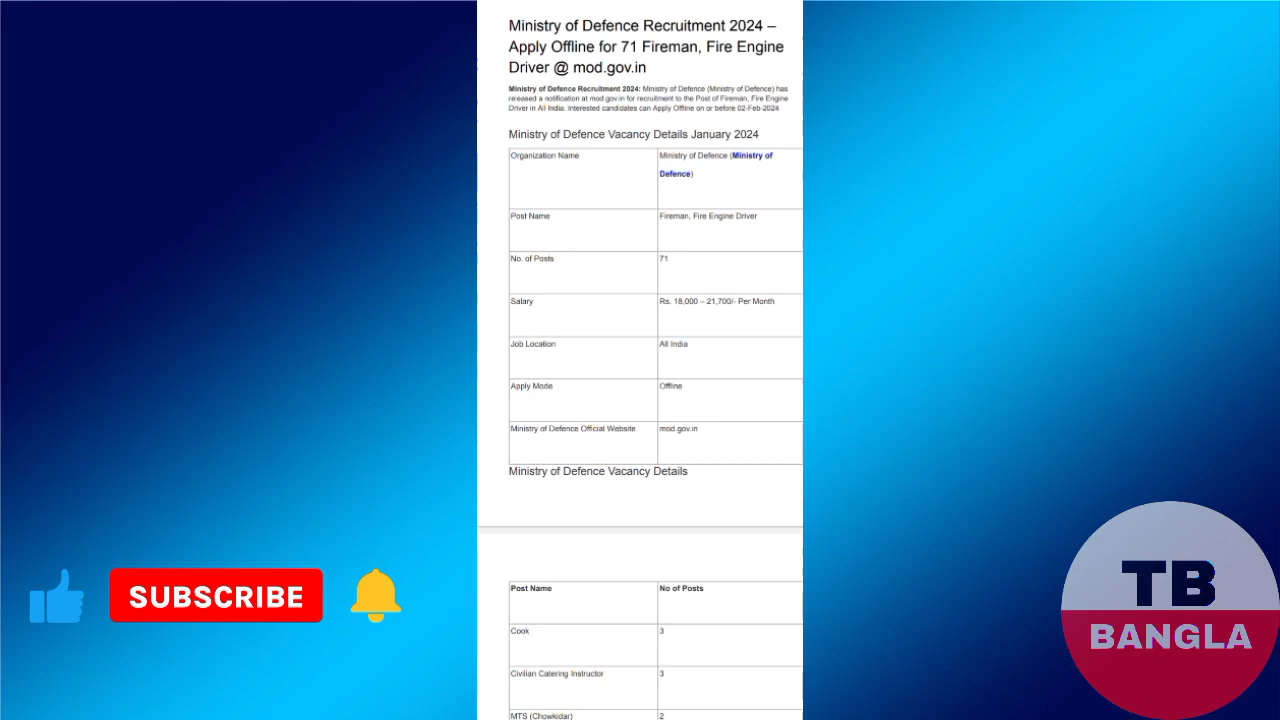 Ministry of Defence Recruitment 2024 –
Apply Offline for 71 Fireman, Fire Engine
Driver @ mod.gov.in
Ministry of Defence Recruitment 2024: Ministry of Defence (Ministry of Defence) has
released a notification at mod.gov.in for recruitment to the Post of Fireman, Fire Engine
Driver in All India. Interested candidates can Apply Offline on or before 02-Feb-2024
Ministry of Defence Vacancy Details January 2024
Organization Name Ministry of Defence (Ministry of
Defence)
Post Name Fireman, Fire Engine Driver
No. of Posts 71
Salary Rs. 18,000 – 21,700/- Per Month
Job Location All India
Apply Mode Offline
Ministry of Defence Official Website mod.gov.in
Ministry of Defence Vacancy Details
Post Name No of Posts
Cook 3
Civilian Catering Instructor 3
MTS (Chowkidar) 2
SUBSCRIBE
TB
BANGLA